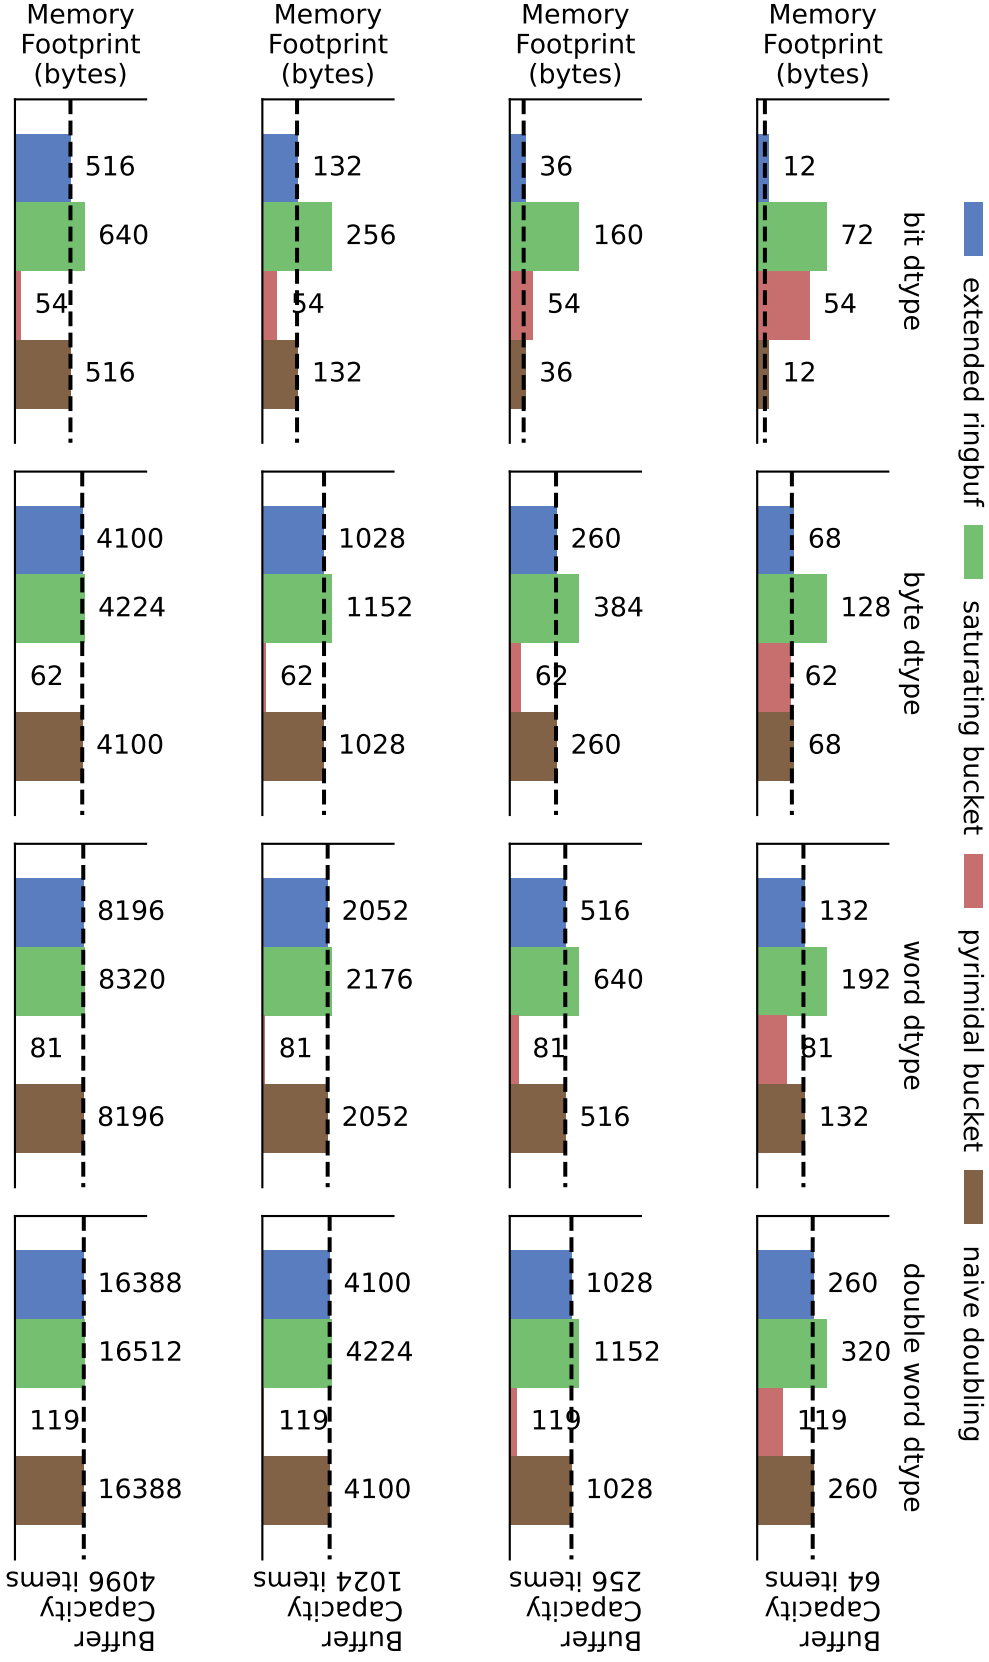 Memory
Footprint
(bytes)
Memory
Footprint
(bytes)
Memory
Footprint
(bytes)
Memory
Footprint
(bytes)
516
640
54
516
132
256
54
132
36
160
54
36
12
72
54
12
bit dtype
4100
4224
62
4100
1028
1152
62
1028
260
384
62
260
68
128
62
68
byte dtype
8196
8320
81
8196
2052
2176
81
2052
516
640
81
516
132
192
81
132
word dtype
16388
16512
119
16388
4100
4224
119
4100
1028
1152
119
1028
260
320
119
260
double word dtype
Buffer
Capacity
4096 items
Buffer
Capacity
1024 items
Buffer
Capacity
256 items
Buffer
Capacity
64 items
extended ringbuf
saturating bucket
pyrimidal bucket
naive doubling